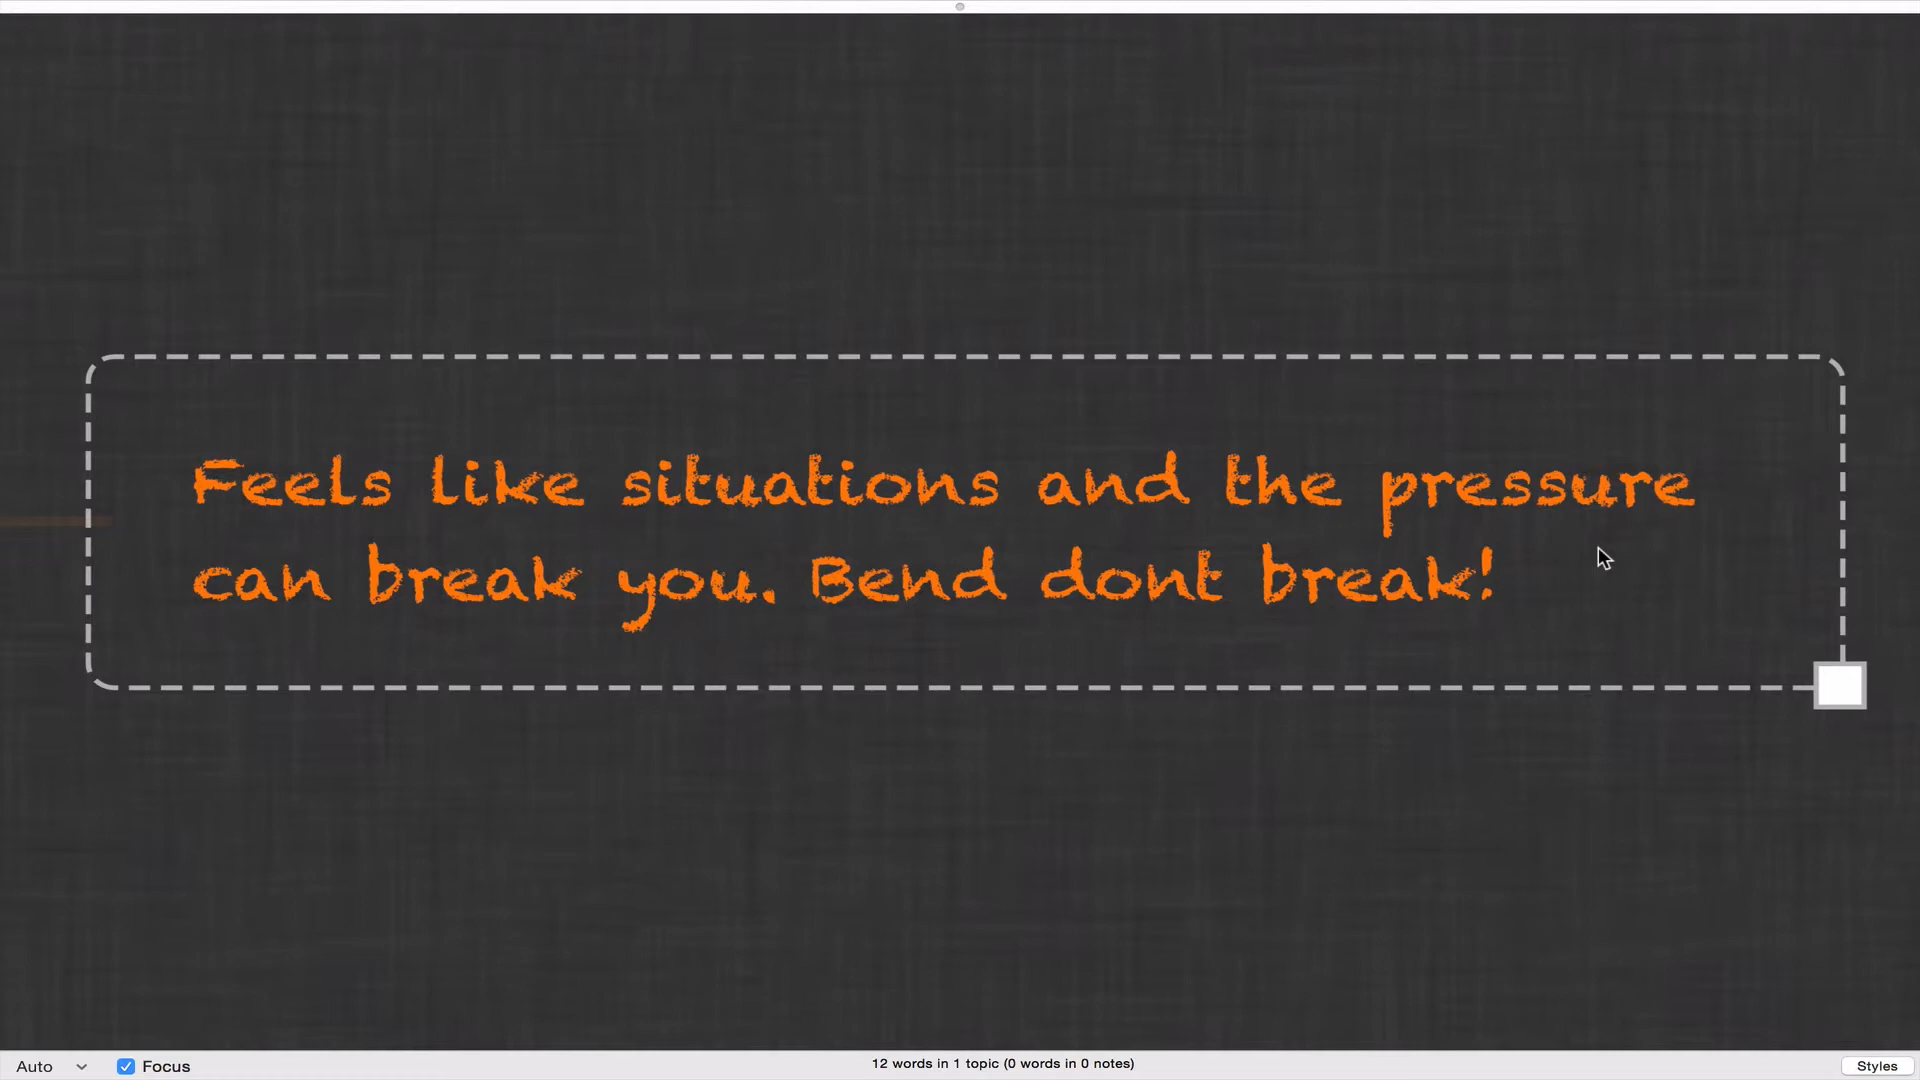 Feels like situations and the pressure
can break you. Bend dont break!
Auto
Focus
12 words in 1 topic (0 words in 0 notes)
Styles